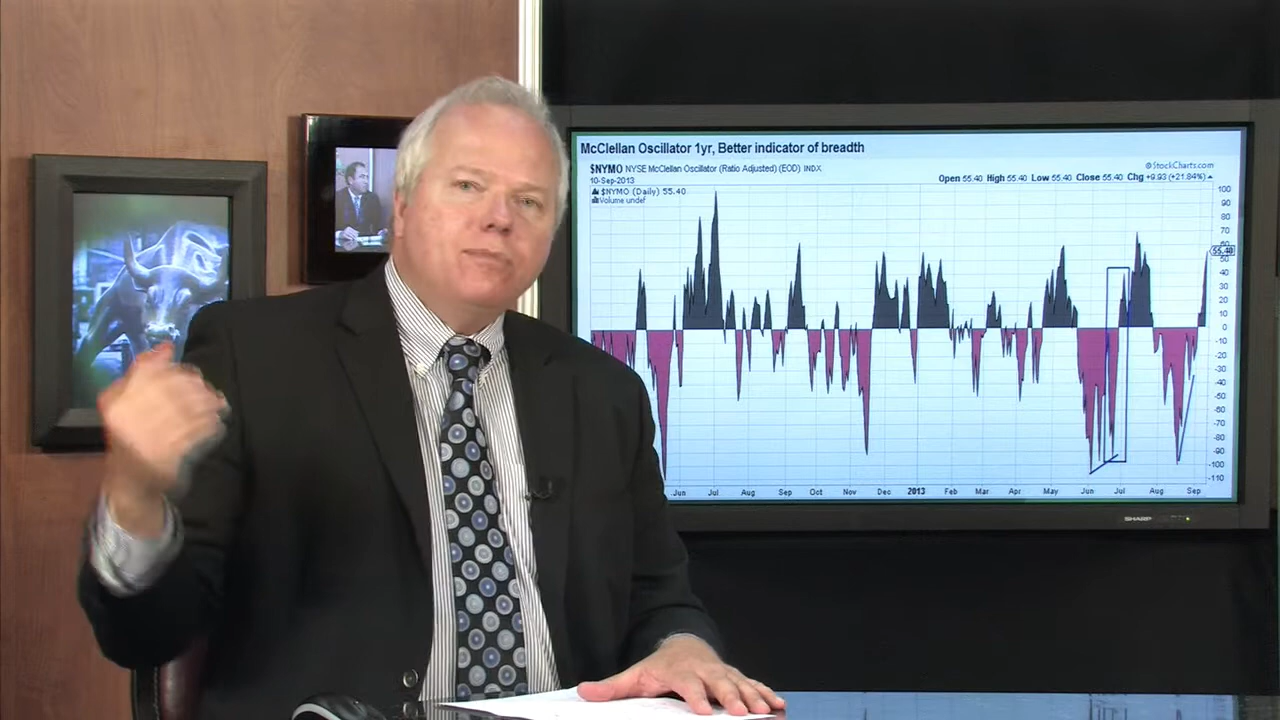 McClellan Oscillator 1yr, Better indicator of breadth
$NYMO NYSE McClellan Oscillator (Ratio Adjusted) (EOD) INDX
©StockCharts.com
10-Sep-2013
Open 55.40 High 55.40 Low 55.40 Close 55.40 Chg +9.93 (+21.84%)
$NYMO (Daily) 55.40
Volume undef
100
90
80
70
60
55.40
50
40
30
20
10
0
-10
-20
-30
-40
-50
-60
-70
-80
-90
-100
-110
Jun Jul Aug Sep Oct Nov Dec 2013 Feb Mar Apr May Jun Jul Aug Sep
SHARP